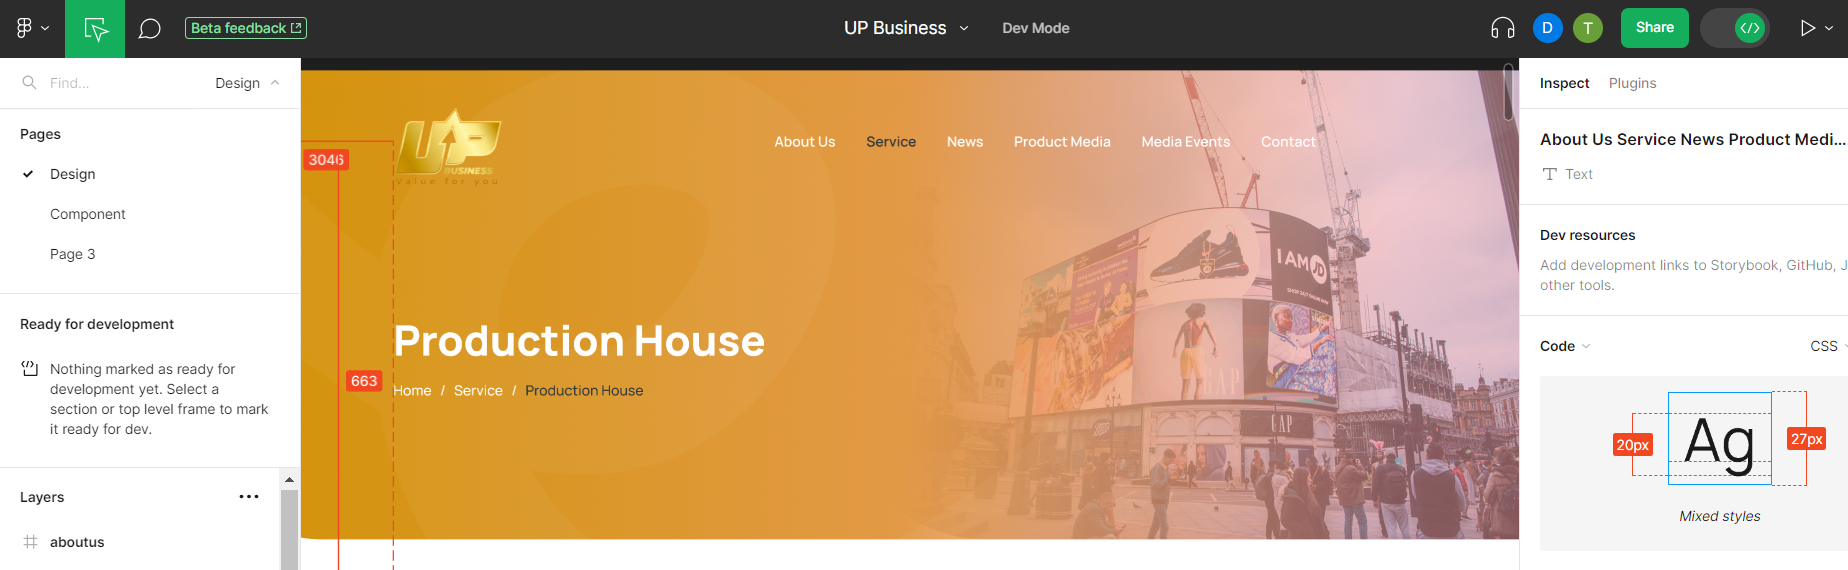 Beta feedback
UP Business
Dev Mode
D
T
Share
Find...
Design
Pages
Design
Component
Page 3
Ready for development
Nothing marked as ready for
development yet. Select a
section or top level frame to mark
it ready for dev.
Layers
aboutus
3046
663
UP
BUSINESS
Value for you
About Us
Service
News
Product Media
Media Events
Contact
I AM JD
GAP
GAP
Production House
Home / Service / Production House
Inspect
Plugins
About Us Service News Product Medi...
Text
Dev resources
Add development links to Storybook, GitHub, J
other tools.
Code
CSS
20px
Ag
27px
Mixed styles